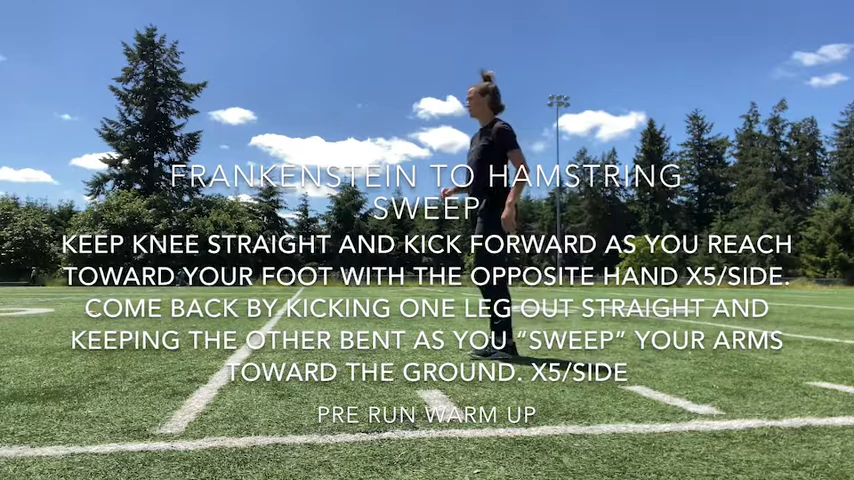 FRANKENSTEIN TO HAMSTRING
SWEEP
KEEP KNEE STRAIGHT AND KICK FORWARD AS YOU REACH
TOWARD YOUR FOOT WITH THE OPPOSITE HAND X5/SIDE.
COME BACK BY KICKING ONE LEG OUT STRAIGHT AND
KEEPING THE OTHER BENT AS YOU “SWEEP” YOUR ARMS
TOWARD THE GROUND. X5/SIDE
PRE RUN WARM UP